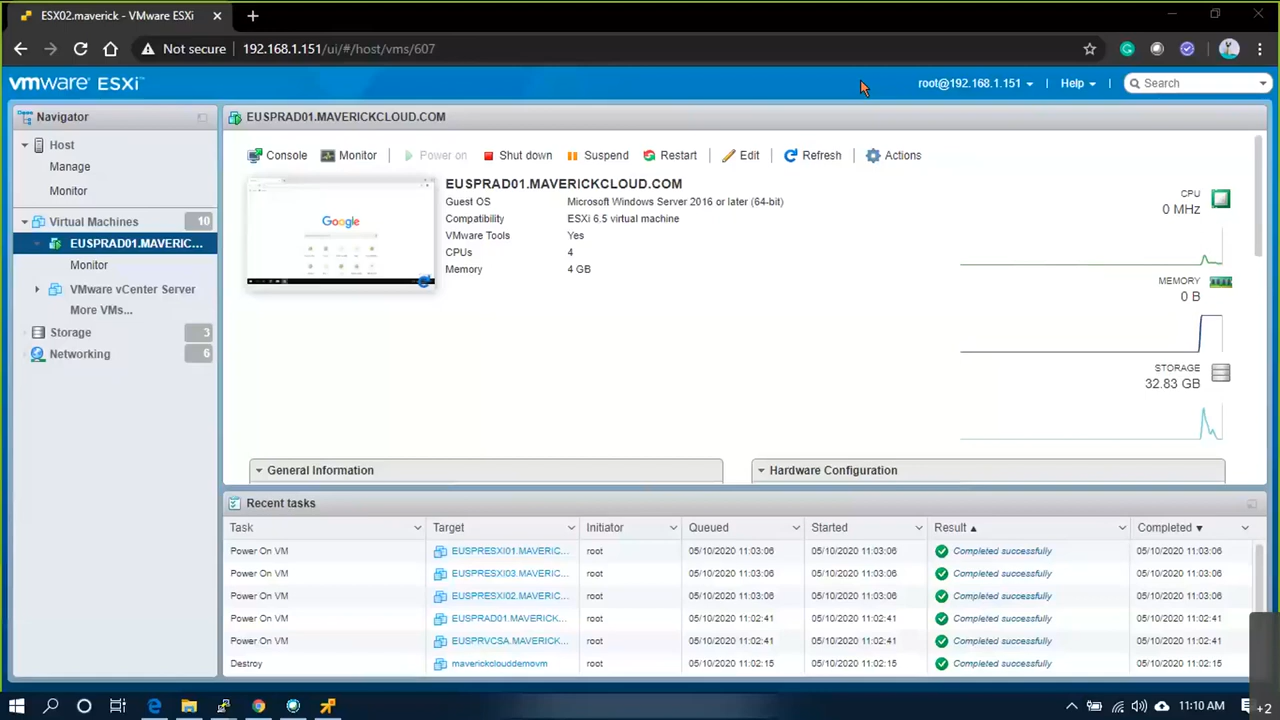 ESX02.maverick - VMware ESXi
Not secure 192.168.1.151/ui/#/host/vms/607
vmware ESXi™
root@192.168.1.151 Help Search
Navigator
Host
Manage
Monitor
Virtual Machines 10
EUSPRAD01.MAVERIC...
Monitor
VMware vCenter Server
More VMs...
Storage 3
Networking 6
EUSPRAD01.MAVERICKCLOUD.COM
Console Monitor Power on Shut down Suspend Restart Edit Refresh Actions
Google
EUSPRAD01.MAVERICKCLOUD.COM
Guest OS Microsoft Windows Server 2016 or later (64-bit)
Compatibility ESXi 6.5 virtual machine
VMware Tools Yes
CPUs 4
Memory 4 GB
CPU
0 MHz
MEMORY
0 B
STORAGE
32.83 GB
General Information
Hardware Configuration
Recent tasks
Task Target Initiator Queued Started Result Completed
Power On VM EUSPRESXI01.MAVERIC... root 05/10/2020 11:03:06 05/10/2020 11:03:06 Completed successfully 05/10/2020 11:03:06
Power On VM EUSPRESXI03.MAVERIC... root 05/10/2020 11:03:06 05/10/2020 11:03:06 Completed successfully 05/10/2020 11:03:06
Power On VM EUSPRESXI02.MAVERIC... root 05/10/2020 11:03:06 05/10/2020 11:03:06 Completed successfully 05/10/2020 11:03:06
Power On VM EUSPRAD01.MAVERICK... root 05/10/2020 11:02:41 05/10/2020 11:02:41 Completed successfully 05/10/2020 11:02:41
Power On VM EUSPRVCSA.MAVERICK... root 05/10/2020 11:02:41 05/10/2020 11:02:41 Completed successfully 05/10/2020 11:02:41
Destroy maverickclouddemovm root 05/10/2020 11:02:15 05/10/2020 11:02:15 Completed successfully 05/10/2020 11:02:15
11:10 AM
+2